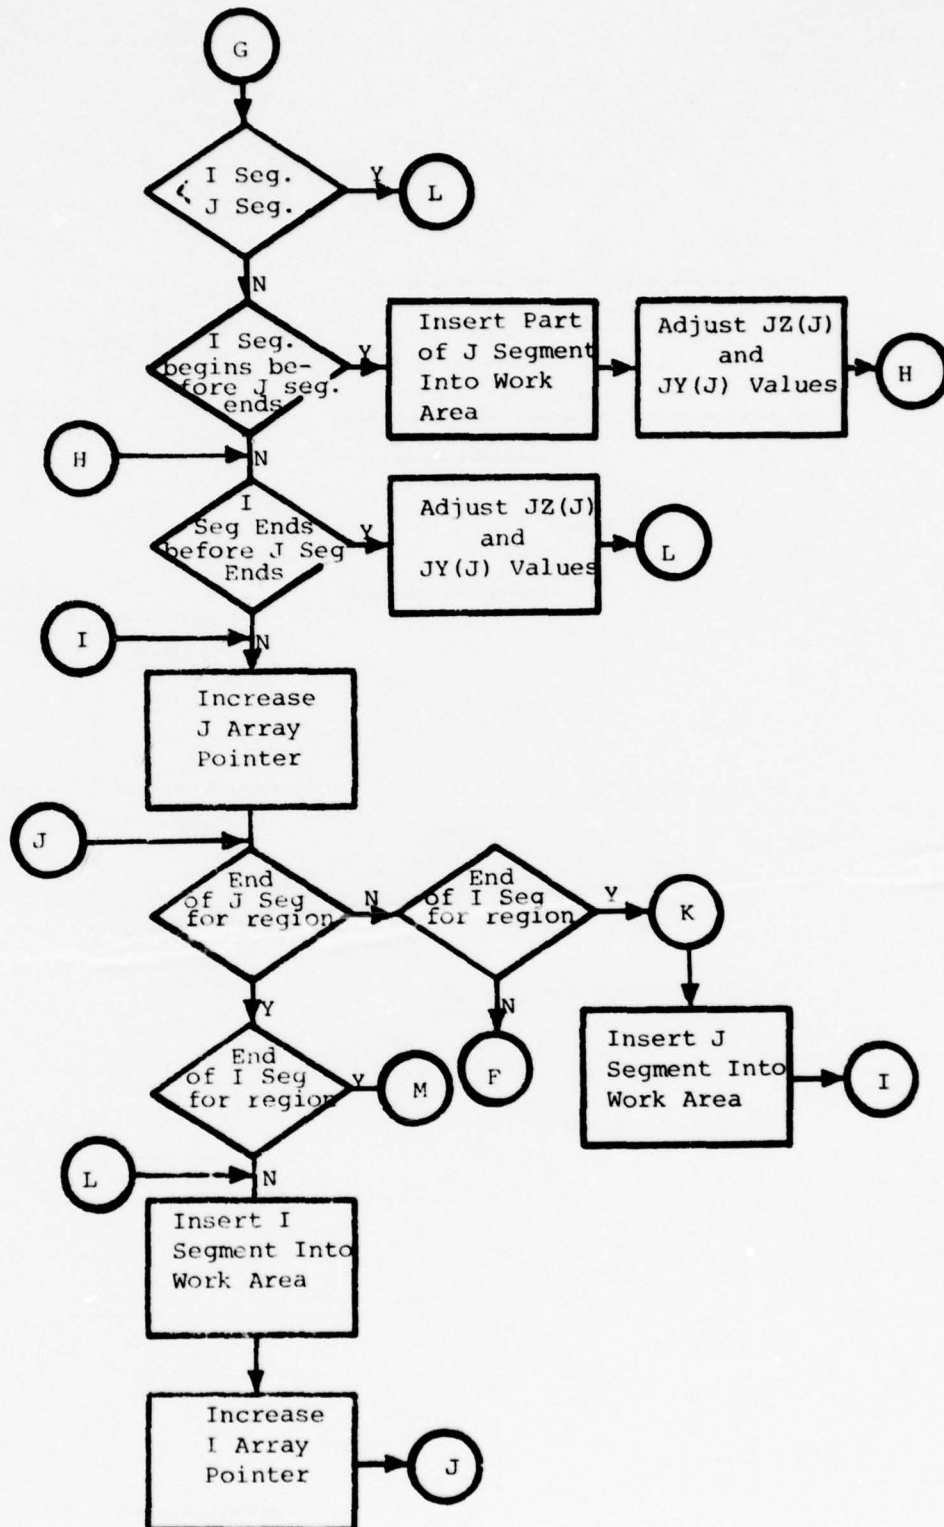 G
I Seg.
< J Seg.
Y
L
N
I Seg.
begins be-
fore J seg.
ends
Y
Insert Part
of J Segment
Into Work
Area
Adjust JZ(J)
and
JY(J) Values
H
H
N
I
Seg Ends
before J Seg
Ends
Y
Adjust JZ(J)
and
JY(J) Values
L
I
N
Increase
J Array
Pointer
J
End
of J Seg
for region
N
End
of I Seg
for region
Y
K
Y
N
F
Insert J
Segment Into
Work Area
I
End
of I Seg
for region
Y
M
L
N
Insert I
Segment Into
Work Area
Increase
I Array
Pointer
J